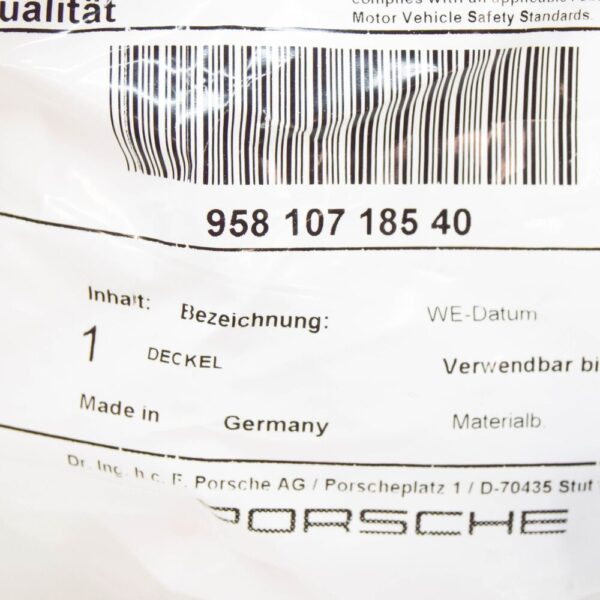 ualität
Motor Vehicle Safety Standards.
958 107 185 40
Inhalt: Bezeichnung: WE-Datum
1 DECKEL Verwendbar bi
Made in Germany Materialb.
Dr. Ing. h.c. F. Porsche AG / Porscheplatz 1 / D-70435 Stut
PORSCHE